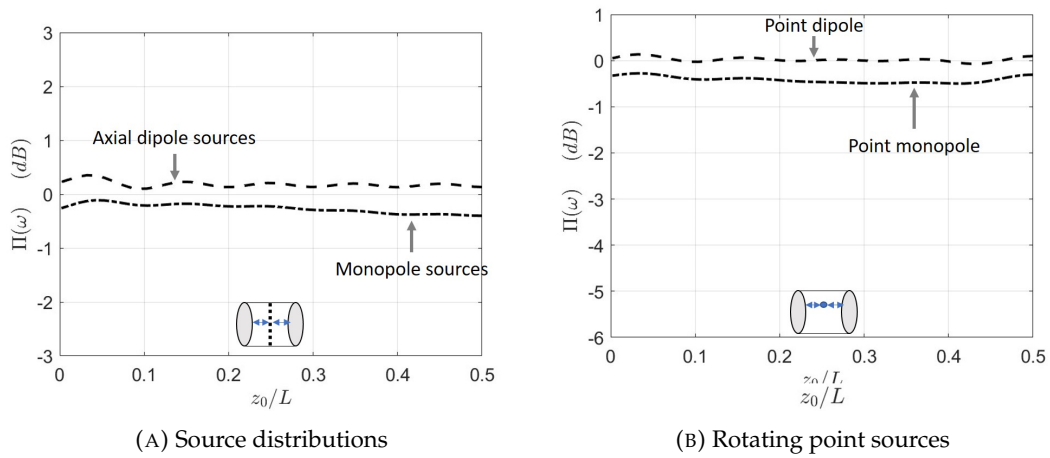 3
2
1
0
-1
-2
-3
Π(ω) (dB)
Axial dipole sources
Monopole sources
0
0.1
0.2
0.3
0.4
0.5
z₀/L
(A) Source distributions
1
0
-1
-2
-3
-4
-5
-6
Π(ω) (dB)
Point dipole
Point monopole
0
0.1
0.2
0.3
0.4
0.5
z₀/L
z₀/L
(B) Rotating point sources